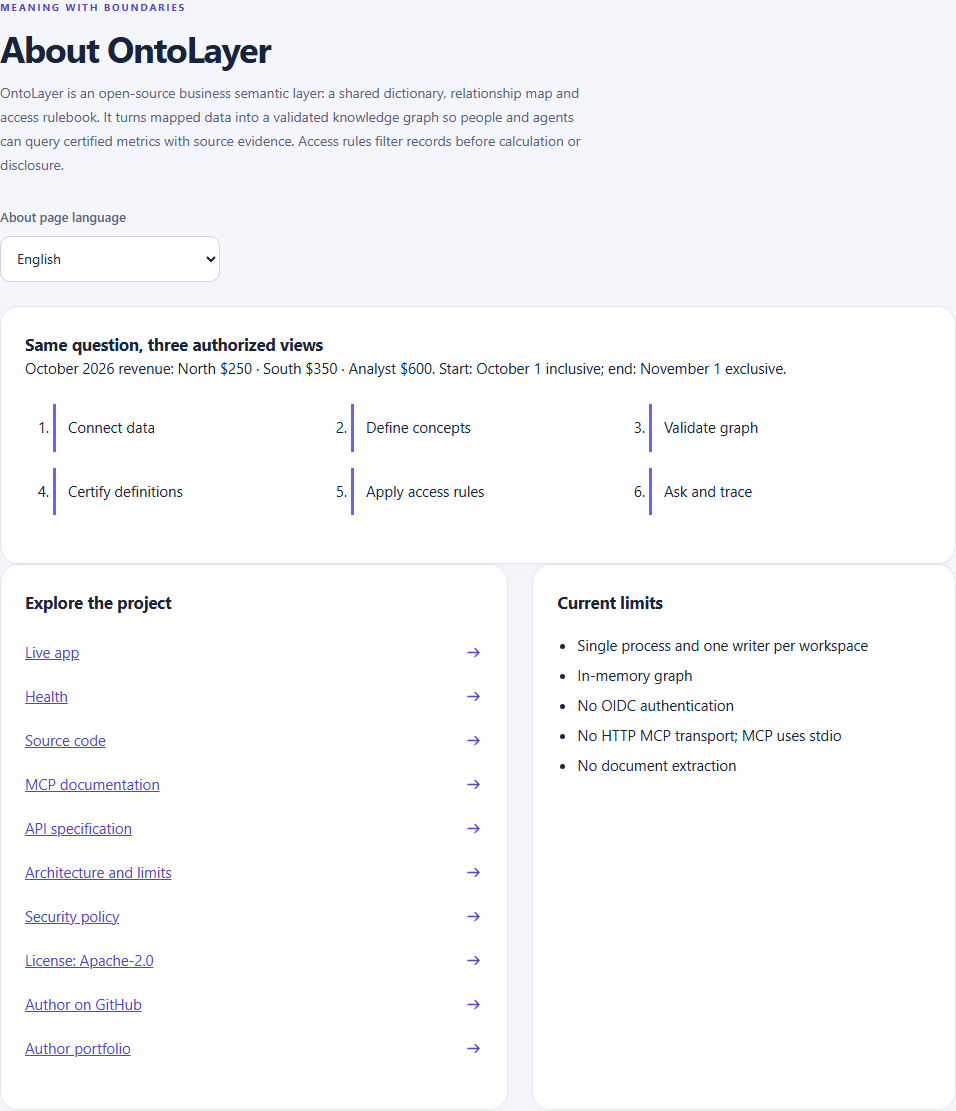 MEANING WITH BOUNDARIES
About OntoLayer
OntoLayer is an open-source business semantic layer: a shared dictionary, relationship map and
access rulebook. It turns mapped data into a validated knowledge graph so people and agents
can query certified metrics with source evidence. Access rules filter records before calculation or
disclosure.
About page language
English
Same question, three authorized views
October 2026 revenue: North $250 · South $350 · Analyst $600. Start: October 1 inclusive; end: November 1 exclusive.
1. Connect data
2. Define concepts
3. Validate graph
4. Certify definitions
5. Apply access rules
6. Ask and trace
Explore the project
Live app →
Health →
Source code →
MCP documentation →
API specification →
Architecture and limits →
Security policy →
License: Apache-2.0 →
Author on GitHub →
Author portfolio →
Current limits
• Single process and one writer per workspace
• In-memory graph
• No OIDC authentication
• No HTTP MCP transport; MCP uses stdio
• No document extraction